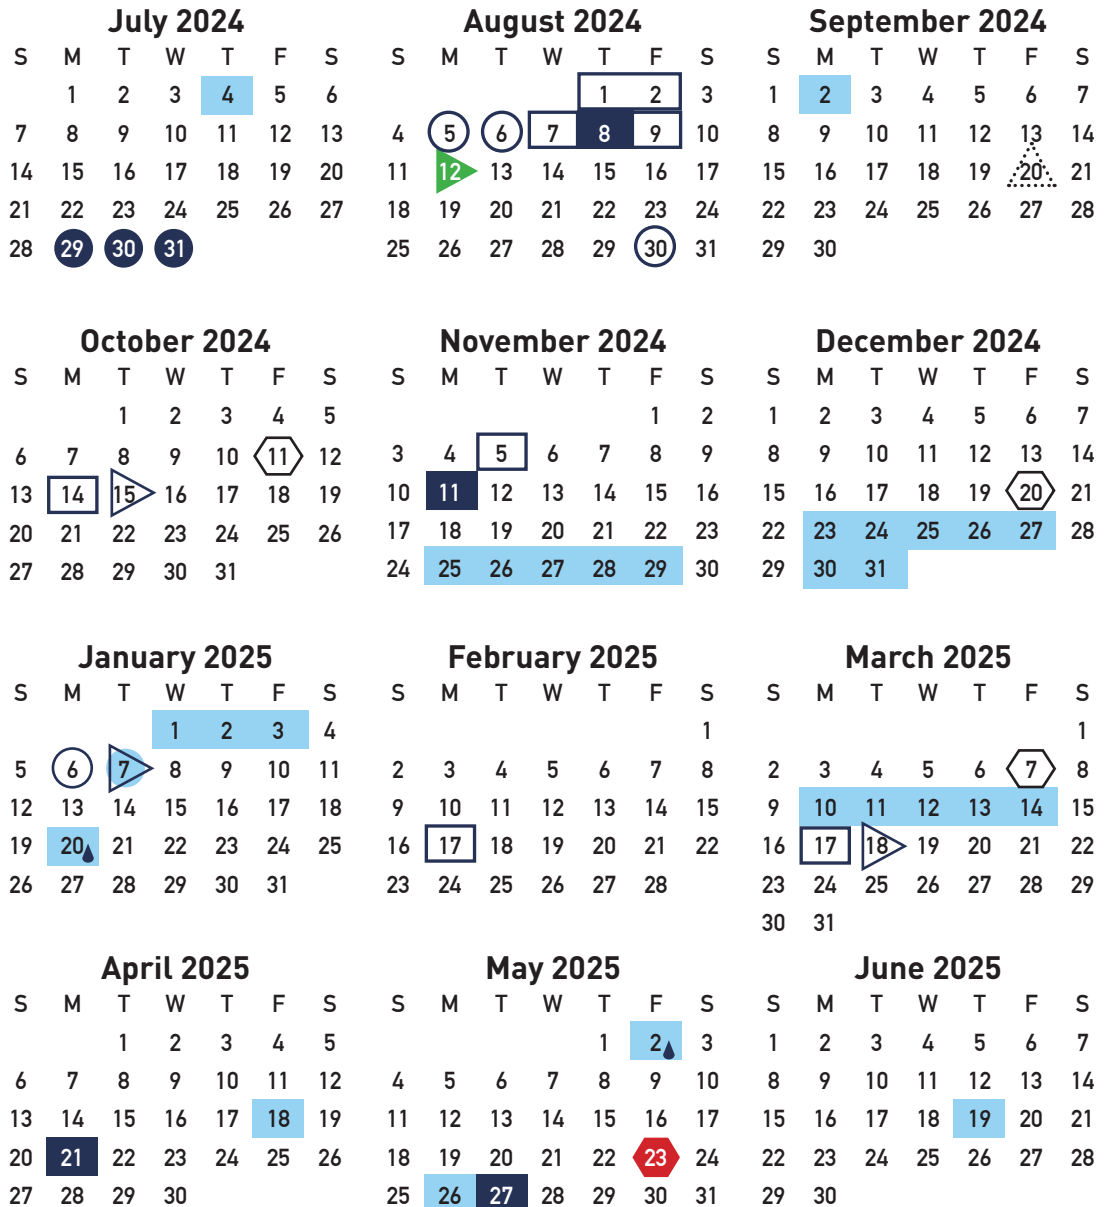 July 2024 August 2024 September 2024
S M T W T F S S M T W T F S S M T W T F S
1 2 3 4 5 6 1 2 3 1 2 3 4 5 6 7
7 8 9 10 11 12 13 4 5 6 7 8 9 10 8 9 10 11 12 13 14
14 15 16 17 18 19 20 11 12 13 14 15 16 17 15 16 17 18 19 20 21
21 22 23 24 25 26 27 18 19 20 21 22 23 24 22 23 24 25 26 27 28
28 29 30 31 25 26 27 28 29 30 31 29 30
October 2024 November 2024 December 2024
S M T W T F S S M T W T F S S M T W T F S
1 2 3 4 5 1 2 1 2 3 4 5 6 7
6 7 8 9 10 11 12 3 4 5 6 7 8 9 8 9 10 11 12 13 14
13 14 15 16 17 18 19 10 11 12 13 14 15 16 15 16 17 18 19 20 21
20 21 22 23 24 25 26 17 18 19 20 21 22 23 22 23 24 25 26 27 28
27 28 29 30 31 24 25 26 27 28 29 30 29 30 31
January 2025 February 2025 March 2025
S M T W T F S S M T W T F S S M T W T F S
1 2 3 4 1 1
5 6 7 8 9 10 11 2 3 4 5 6 7 8 2 3 4 5 6 7 8
12 13 14 15 16 17 18 9 10 11 12 13 14 15 9 10 11 12 13 14 15
19 20 21 22 23 24 25 16 17 18 19 20 21 22 16 17 18 19 20 21 22
26 27 28 29 30 31 23 24 25 26 27 28 23 24 25 26 27 28 29
30 31
April 2025 May 2025 June 2025
S M T W T F S S M T W T F S S M T W T F S
1 2 3 4 5 1 2 3 1 2 3 4 5 6 7
6 7 8 9 10 11 12 4 5 6 7 8 9 10 8 9 10 11 12 13 14
13 14 15 16 17 18 19 11 12 13 14 15 16 17 15 16 17 18 19 20 21
20 21 22 23 24 25 26 18 19 20 21 22 23 24 22 23 24 25 26 27 28
27 28 29 30 25 26 27 28 29 30 31 29 30